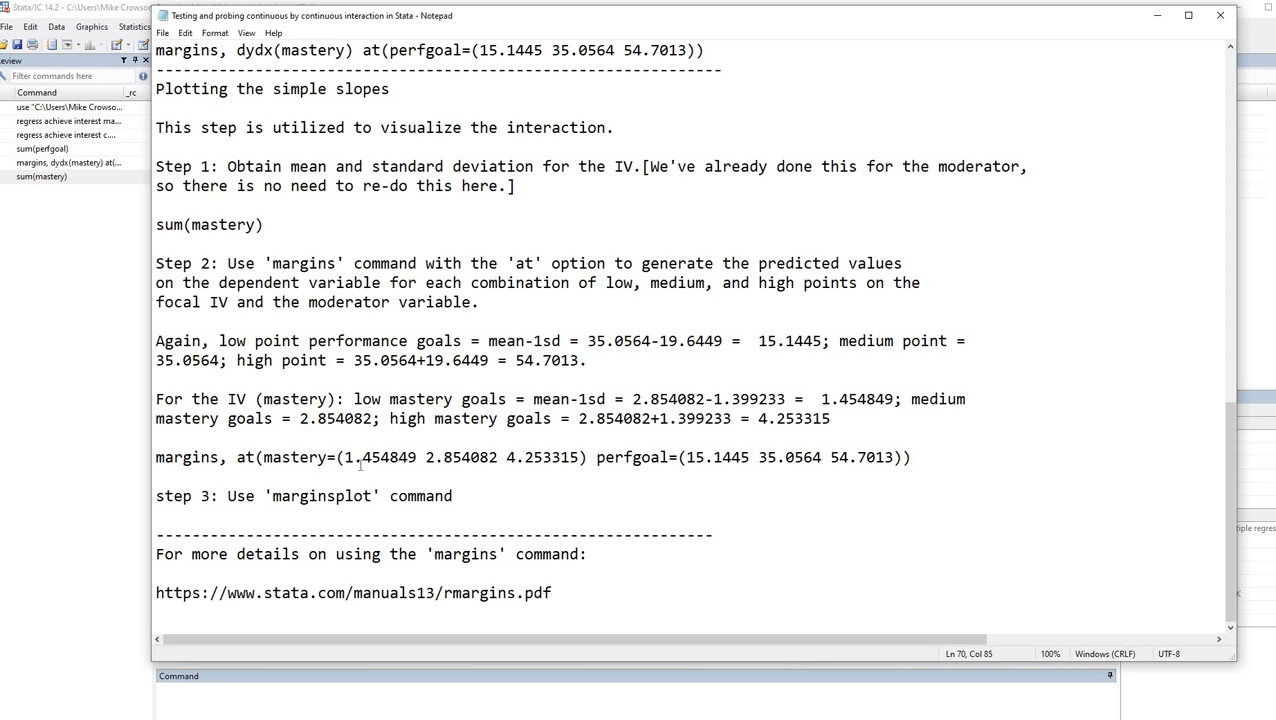 Stata/IC 14.2 - C:\Users\Mike Crowson
Testing and probing continuous by continuous interaction in Stata - Notepad
File Edit Data Graphics Statistics
File Edit Format View Help
eview
Filter commands here
Command _rc
use "C:\Users\Mike Crowso...
regress achieve interest ma...
regress achieve interest c....
sum(perfgoal)
margins, dydx(mastery) at(...
sum(mastery)
margins, dydx(mastery) at(perfgoal=(15.1445 35.0564 54.7013))
---------------------------------------------------------------
Plotting the simple slopes
This step is utilized to visualize the interaction.
Step 1: Obtain mean and standard deviation for the IV.[We've already done this for the moderator,
so there is no need to re-do this here.]
sum(mastery)
Step 2: Use 'margins' command with the 'at' option to generate the predicted values
on the dependent variable for each combination of low, medium, and high points on the
focal IV and the moderator variable.
Again, low point performance goals = mean-1sd = 35.0564-19.6449 =  15.1445; medium point =
35.0564; high point = 35.0564+19.6449 = 54.7013.
For the IV (mastery): low mastery goals = mean-1sd = 2.854082-1.399233 =  1.454849; medium
mastery goals = 2.854082; high mastery goals = 2.854082+1.399233 = 4.253315
margins, at(mastery=(1.454849 2.854082 4.253315) perfgoal=(15.1445 35.0564 54.7013))
step 3: Use 'marginsplot' command
--------------------------------------------------------------
For more details on using the 'margins' command:
https://www.stata.com/manuals13/rmargins.pdf
tiple regres
Ln 70, Col 85 100% Windows (CRLF) UTF-8
Command